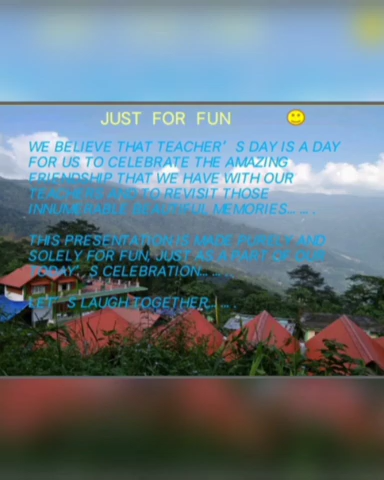 JUST FOR FUN
WE BELIEVE THAT TEACHER'S DAY IS A DAY
FOR US TO CELEBRATE THE AMAZING
FRIENDSHIP THAT WE HAVE WITH OUR
TEACHERS AND TO REVISIT THOSE
INNUMERABLE BEAUTIFUL MEMORIES......
THIS PRESENTATION IS MADE PURELY AND
SOLELY FOR FUN, JUST AS A PART OF OUR
TODAY'S CELEBRATION......
LET'S LAUGH TOGETHER......